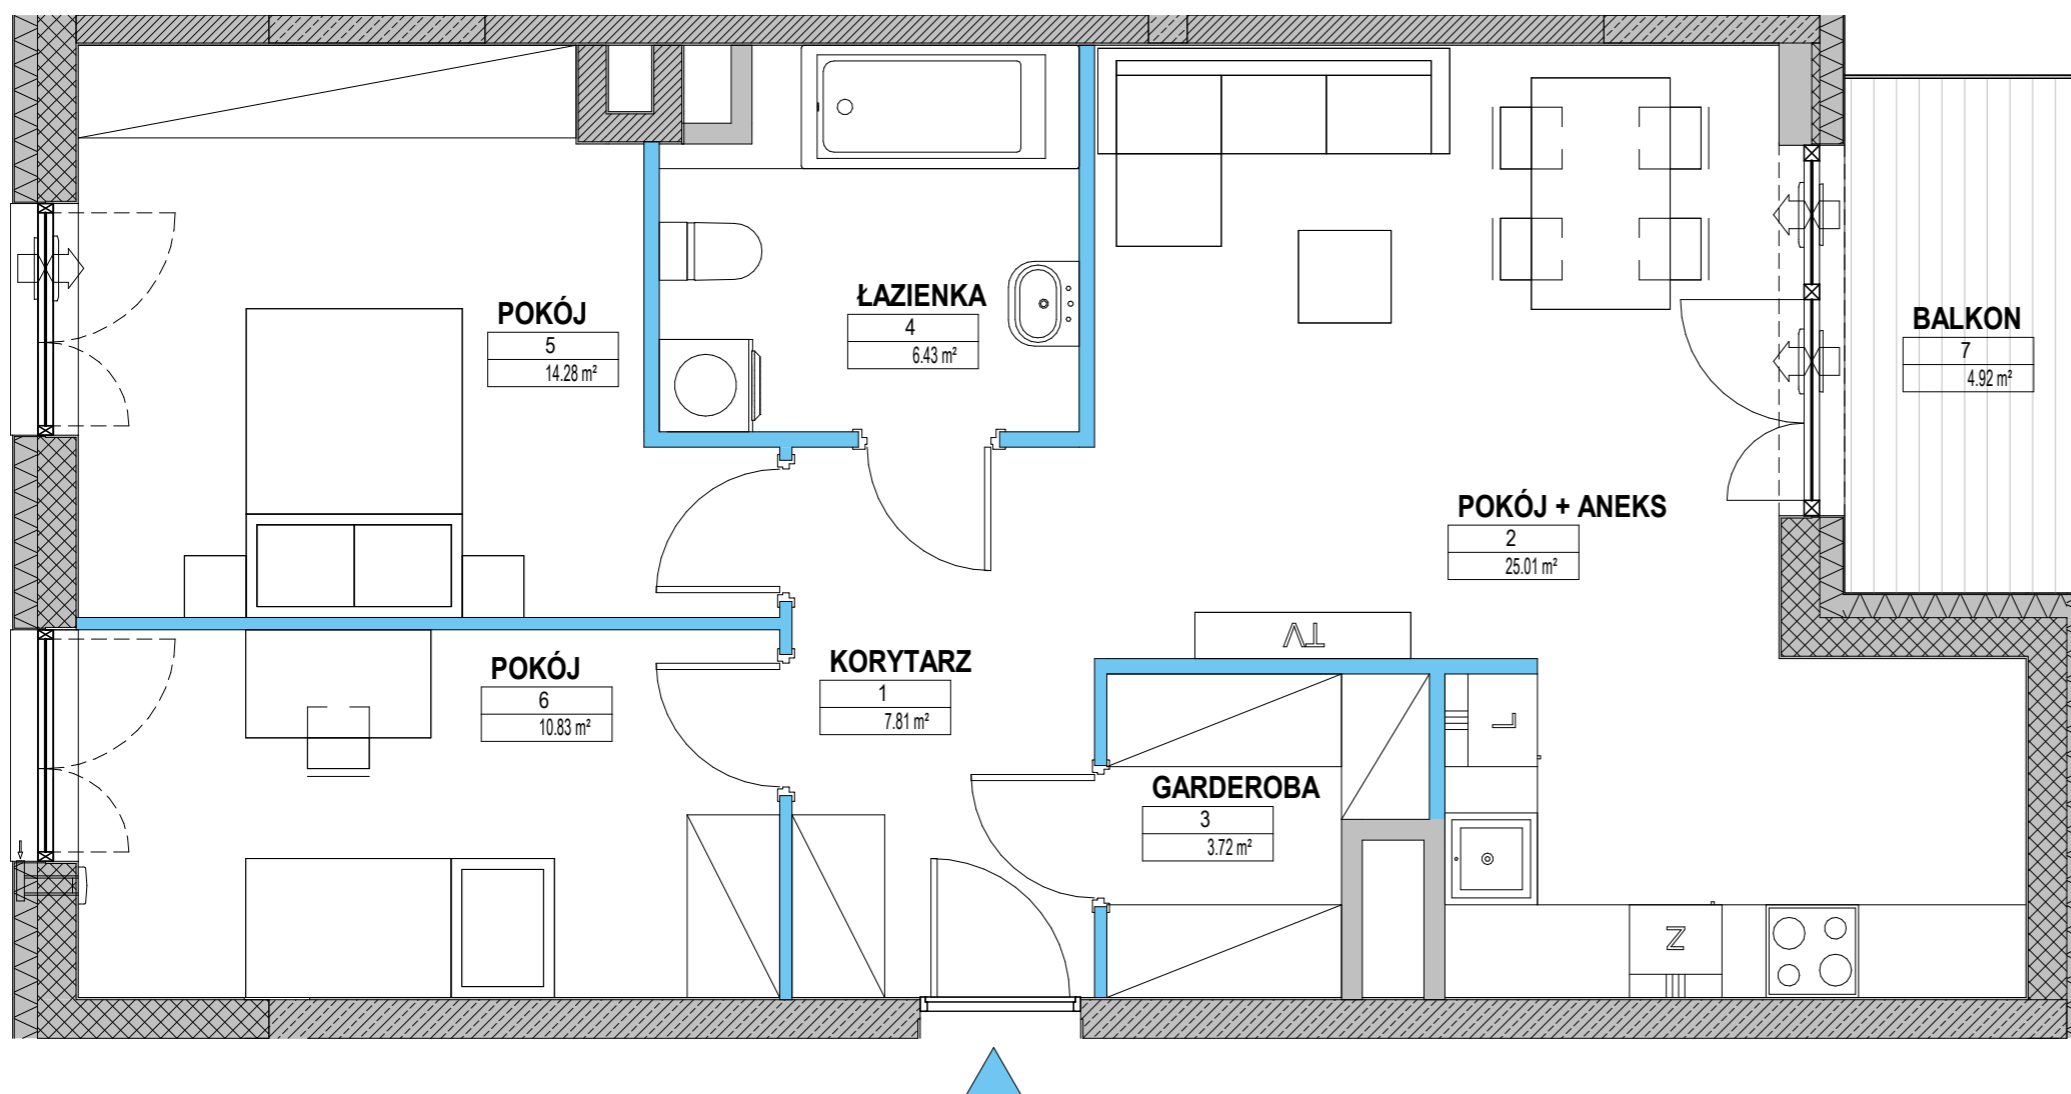 POKÓJ
5
14.28 m²
ŁAZIENKA
4
6.43 m²
BALKON
7
4.92 m²
POKÓJ + ANEKS
2
25.01 m²
TV
POKÓJ
6
10.83 m²
KORYTARZ
1
7.81 m²
L
GARDEROBA
3
3.72 m²
Z